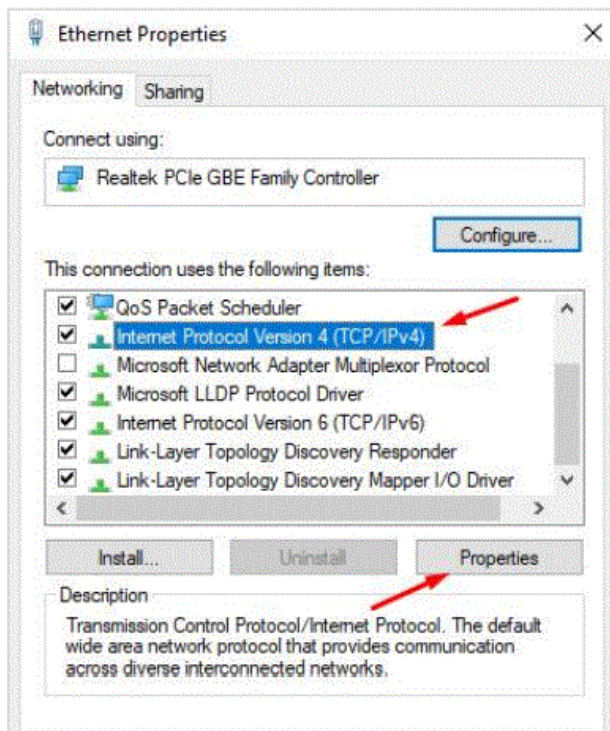 Ethernet Properties
Networking
Sharing
Connect using:
Realtek PCIe GBE Family Controller
Configure...
This connection uses the following items:
QoS Packet Scheduler
Internet Protocol Version 4 (TCP/IPv4)
Microsoft Network Adapter Multiplexor Protocol
Microsoft LLDP Protocol Driver
Internet Protocol Version 6 (TCP/IPv6)
Link-Layer Topology Discovery Responder
Link-Layer Topology Discovery Mapper I/O Driver
Install...
Uninstall
Properties
Description
Transmission Control Protocol/Internet Protocol. The default
wide area network protocol that provides communication
across diverse interconnected networks.